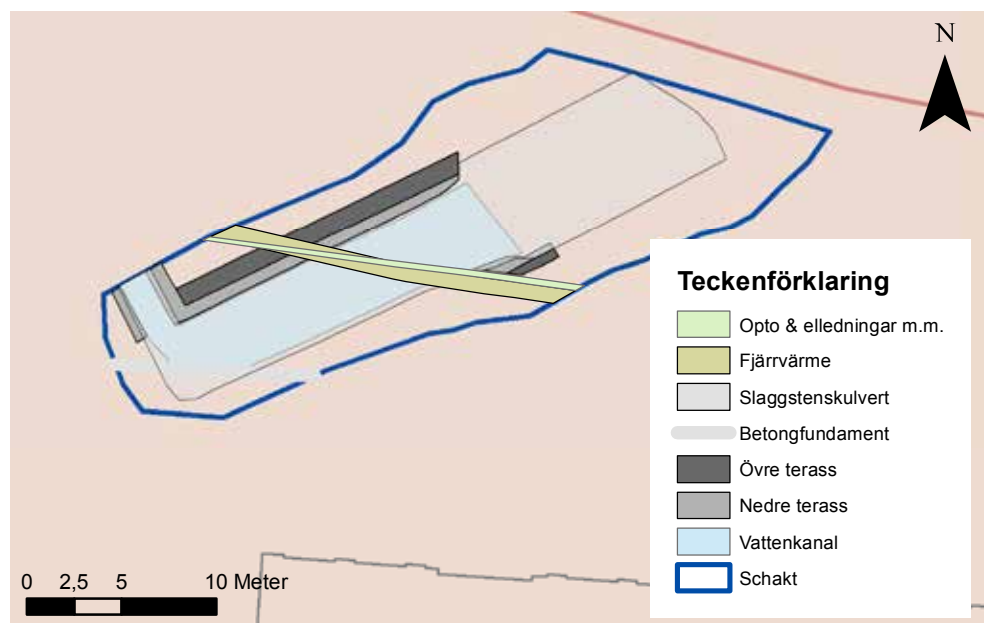 N
Teckenförklaring
Opto & elledningar m.m.
Fjärrvärme
Slaggstenskulvert
Betongfundament
Övre terass
Nedre terass
Vattenkanal
Schakt
0 2,5 5 10 Meter